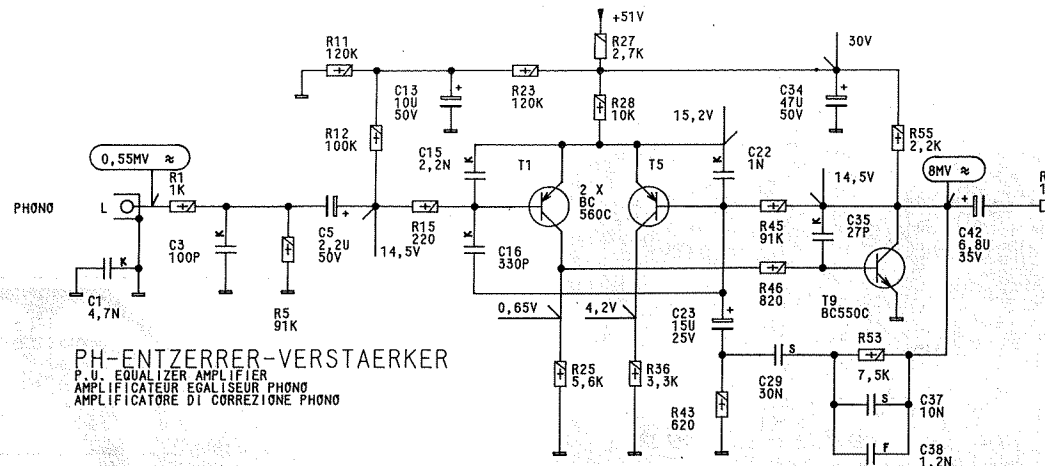 +51V
R27
2,7K
30V
R11
120K
C13
10U
50V
R23
120K
R28
10K
15,2V
C34
47U
50V
R12
100K
R55
2,2K
0,55MV ≈
C15
2,2N
T1
T5
C22
1N
8MV ≈
R1
1K
2 X
BC
560C
14,5V
PHONO
L
C5
2,2U
50V
14,5V
R15
220
C16
330P
R45
91K
C35
27P
C42
6,8U
35V
C3
100P
R46
820
T9
BC550C
C1
4,7N
R5
91K
0,65V
4,2V
C23
15U
25V
R53
7,5K
PH-ENTZERRER-VERSTAERKER
P.U. EQUALIZER AMPLIFIER
AMPLIFICATEUR EGALISEUR PHONO
AMPLIFICATORE DI CORREZIONE PHONO
R25
5,6K
R36
3,3K
C29
30N
R43
620
C37
10N
C38
1,2N
K
K
K
K
K
K
S
S
F